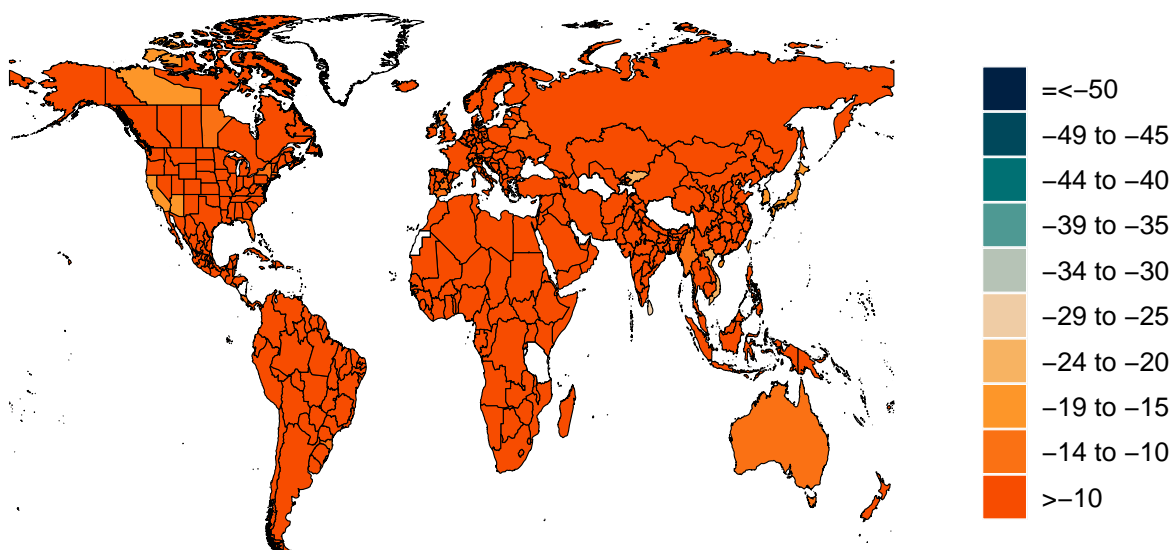 =<−50
−49 to −45
−44 to −40
−39 to −35
−34 to −30
−29 to −25
−24 to −20
−19 to −15
−14 to −10
>−10